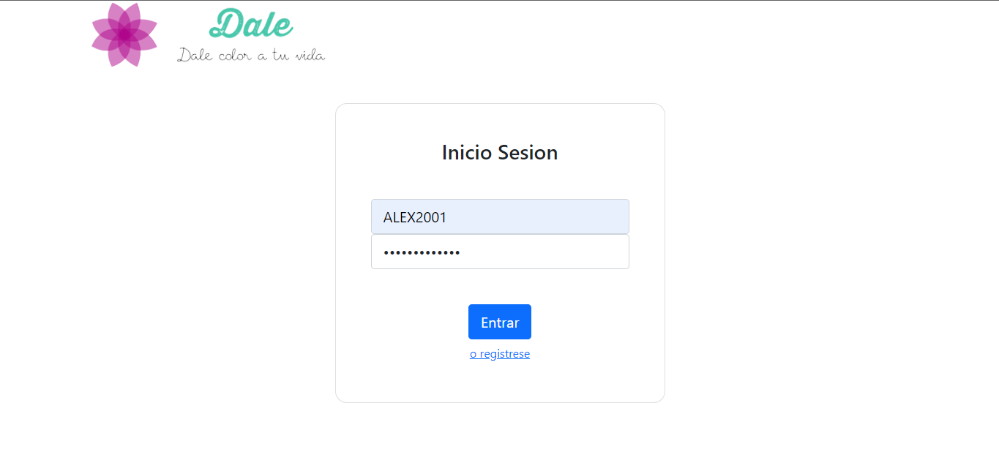 Dale
Dale color a tu vida
Inicio Sesion
ALEX2001
•••••••••••••
Entrar
o registrese